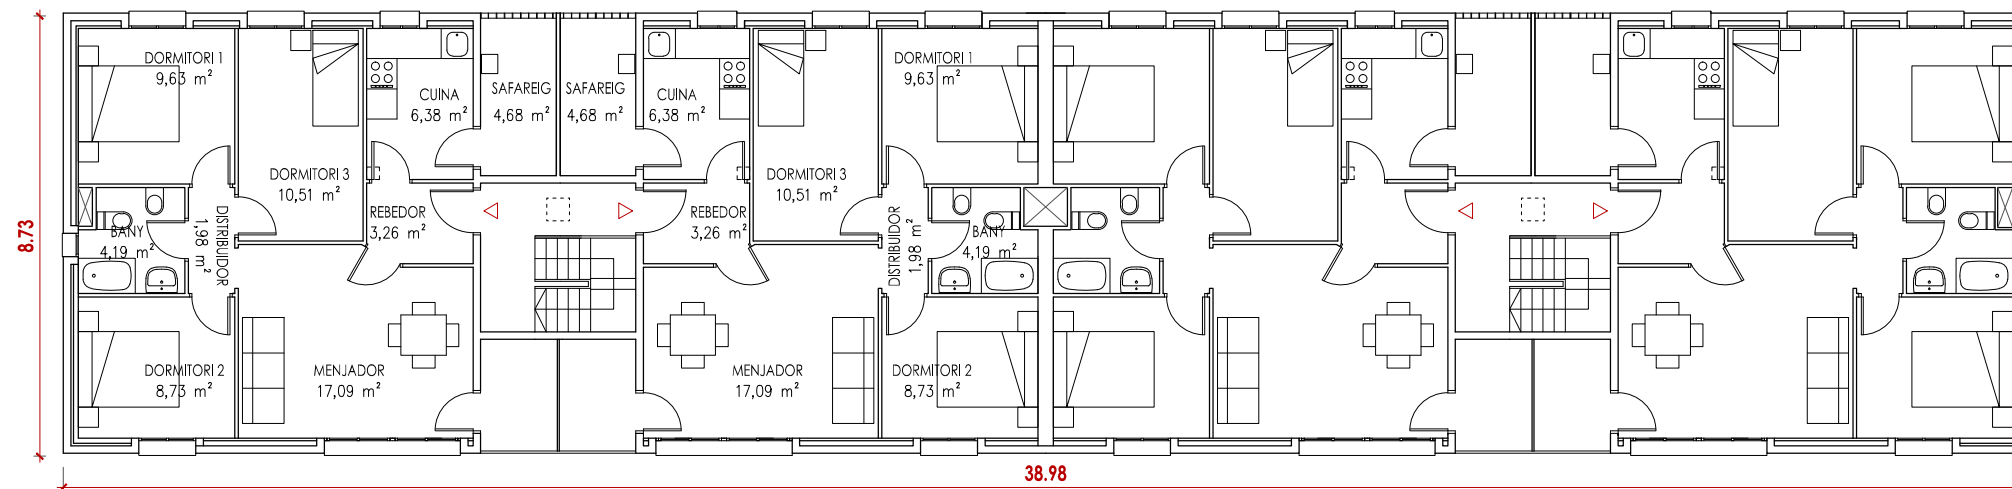 DORMITORI 1
9,63 m²
CUINA
6,38 m²
SAFAREIG
4,68 m²
SAFAREIG
4,68 m²
CUINA
6,38 m²
DORMITORI 1
9,63 m²
DORMITORI 3
10,51 m²
DORMITORI 3
10,51 m²
REBEDOR
3,26 m²
REBEDOR
3,26 m²
BANY
4,19 m²
DISTRIBUIDOR
1,98 m²
DISTRIBUIDOR
1,98 m²
BANY
4,19 m²
8.73
DORMITORI 2
8,73 m²
MENJADOR
17,09 m²
MENJADOR
17,09 m²
DORMITORI 2
8,73 m²
38.98